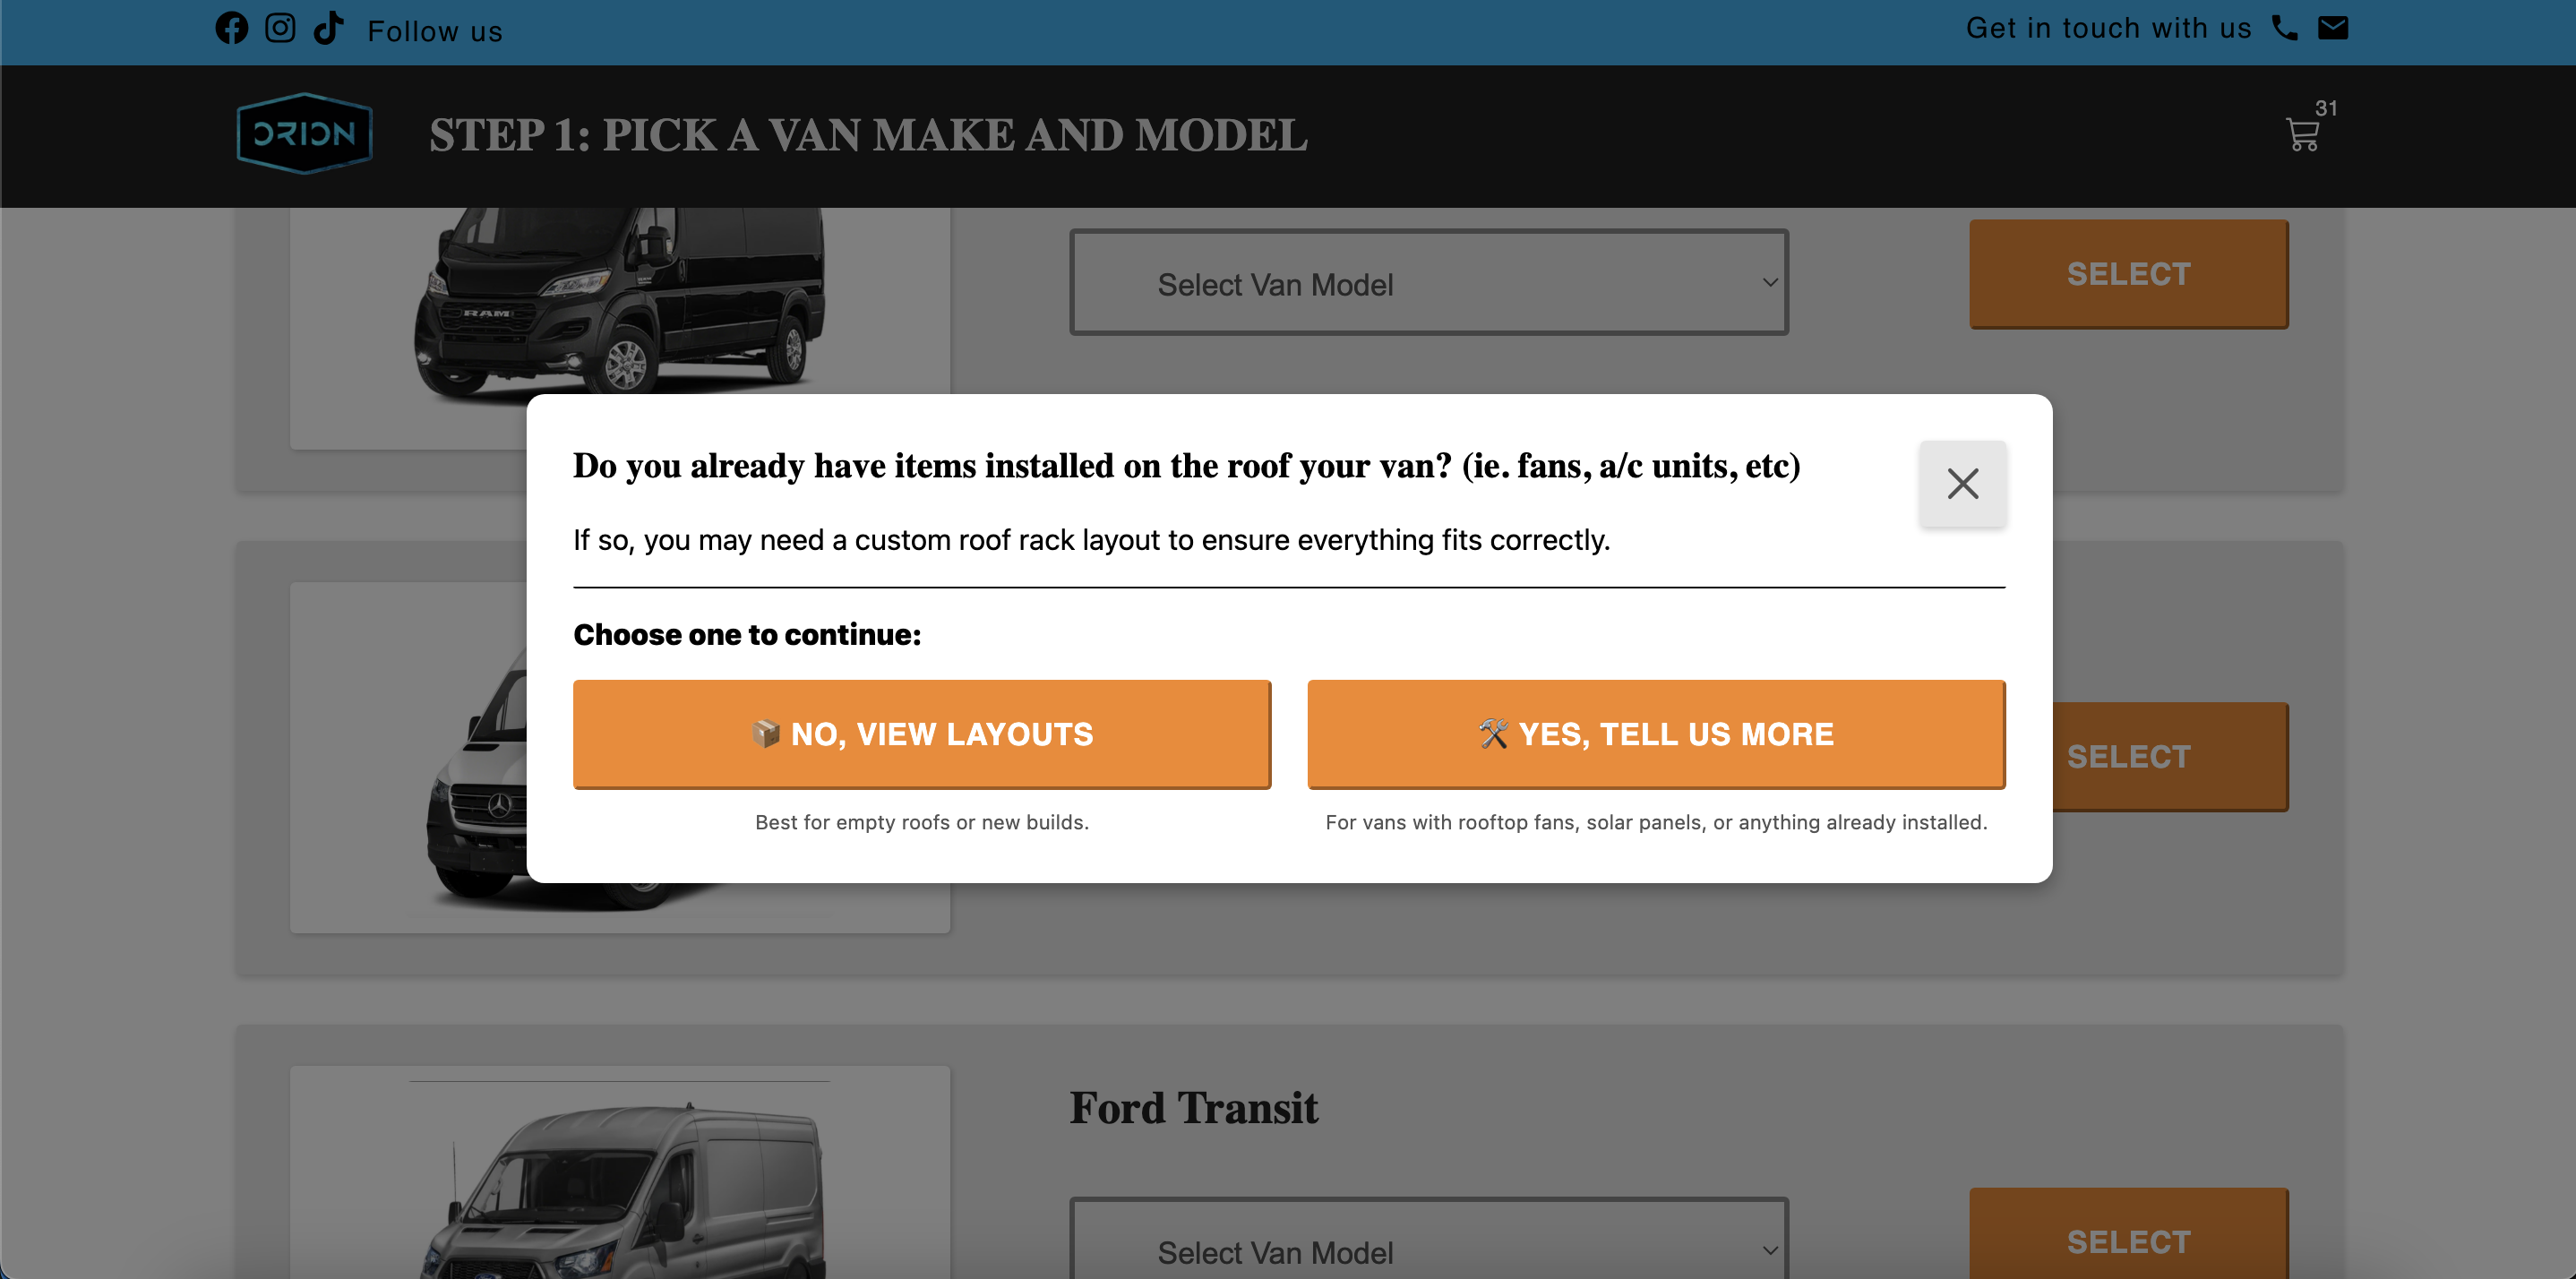 Follow us
Get in touch with us
ORION
STEP 1: PICK A VAN MAKE AND MODEL
31
RAM
Select Van Model
SELECT
Do you already have items installed on the roof your van? (ie. fans, a/c units, etc)
If so, you may need a custom roof rack layout to ensure everything fits correctly.
Choose one to continue:
📦 NO, VIEW LAYOUTS
🛠️ YES, TELL US MORE
Best for empty roofs or new builds.
For vans with rooftop fans, solar panels, or anything already installed.
SELECT
Ford Transit
Select Van Model
SELECT